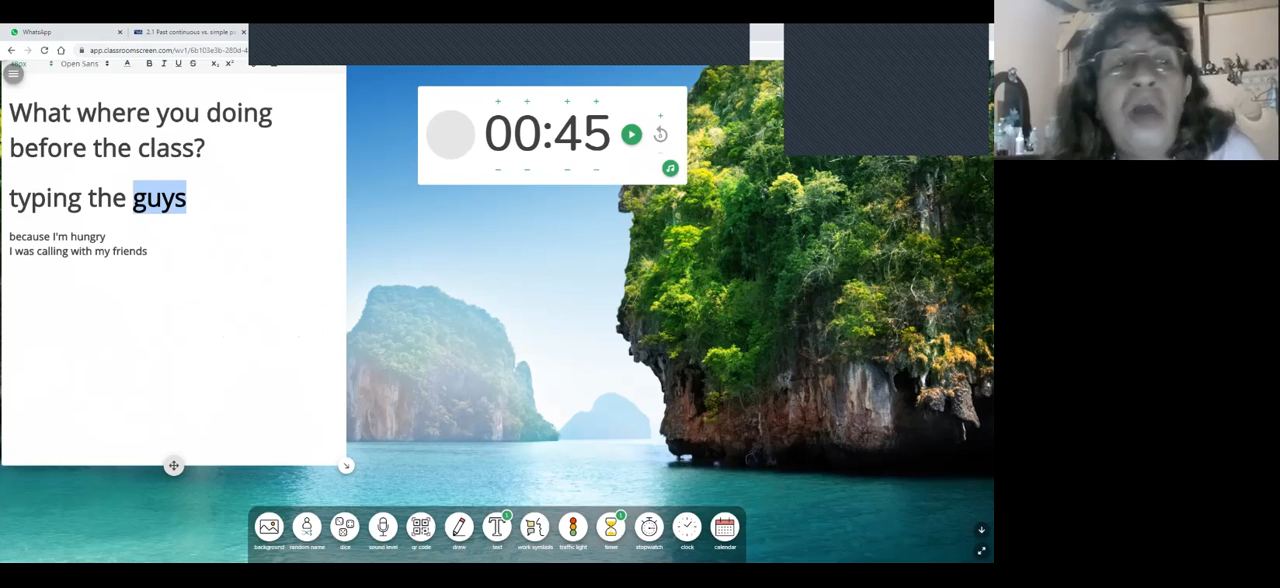 WhatsApp
2.1 Past continuous vs. simple p
app.classroomscreen.com/wv1/6b103e3b-280d-4
Open Sans
A B I U S X₂ X²
What where you doing
before the class?
typing the guys
because I'm hungry
I was calling with my friends
00:45
background random name dice sound level qr code draw text work symbols traffic light timer stopwatch clock calendar